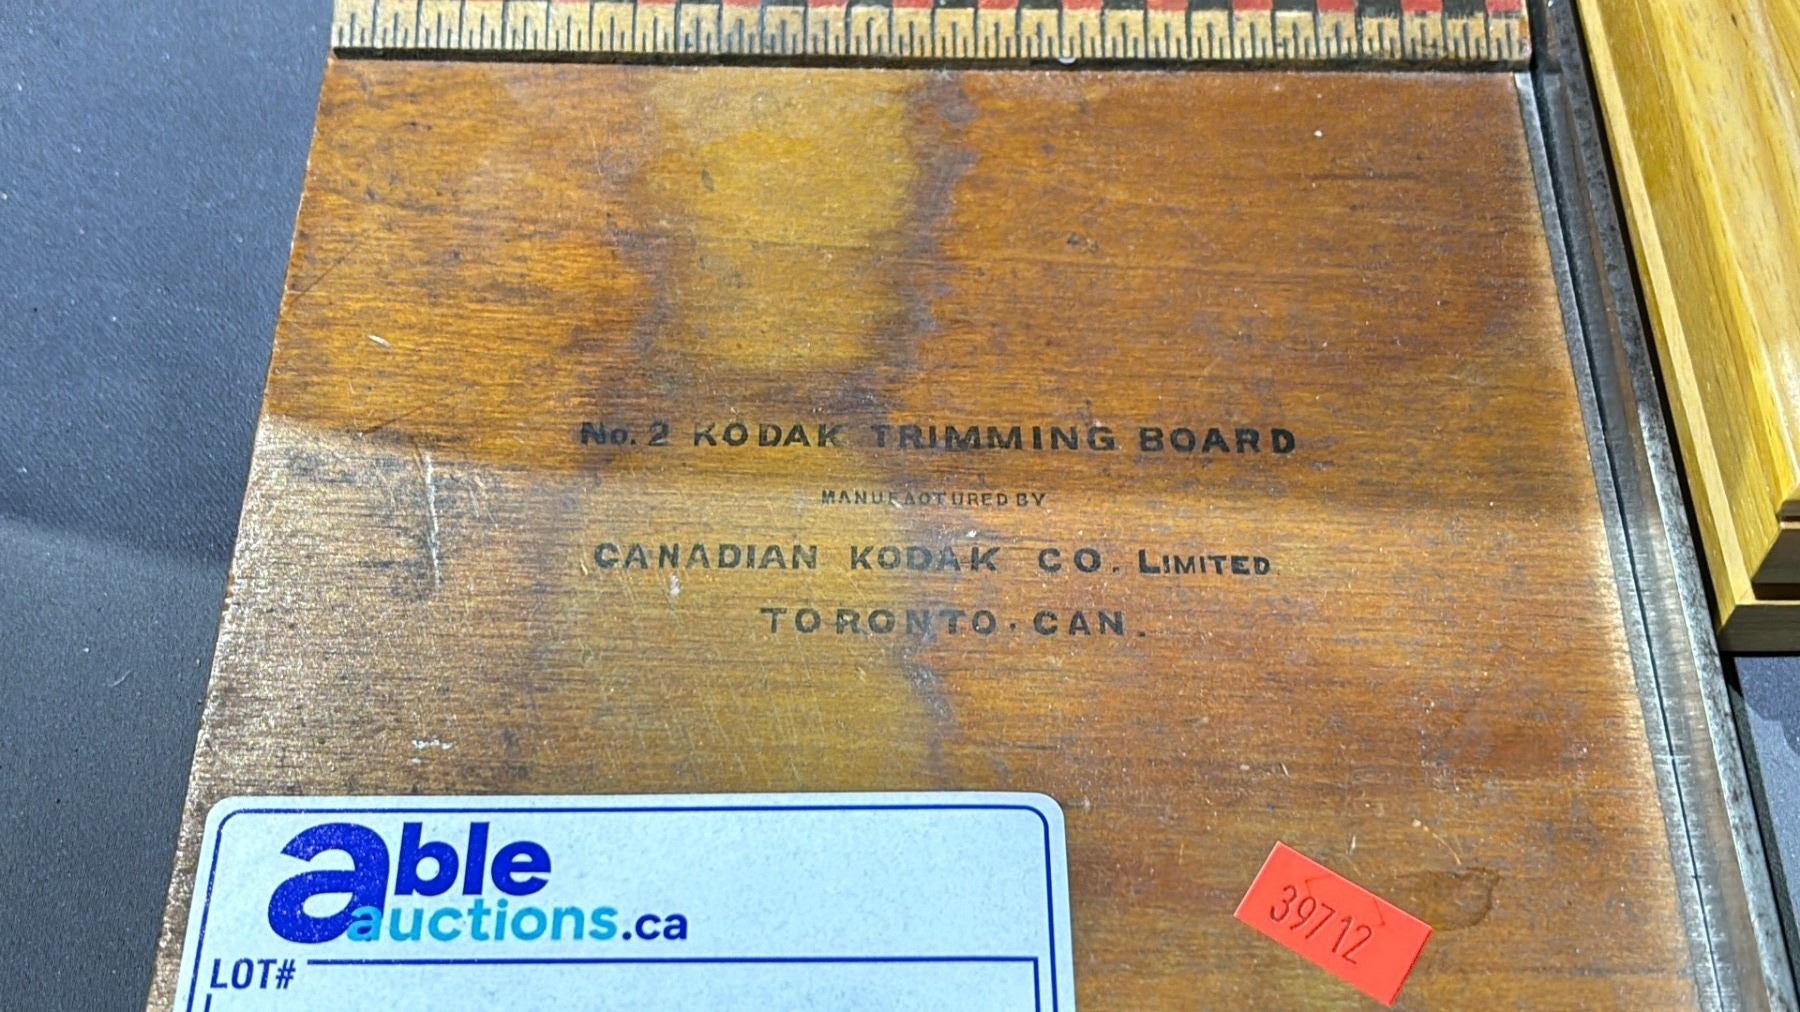 No. 2 KODAK TRIMMING BOARD
MANUFACTURED BY
CANADIAN KODAK CO. LIMITED
TORONTO · CAN.
able
auctions.ca
LOT#
39712